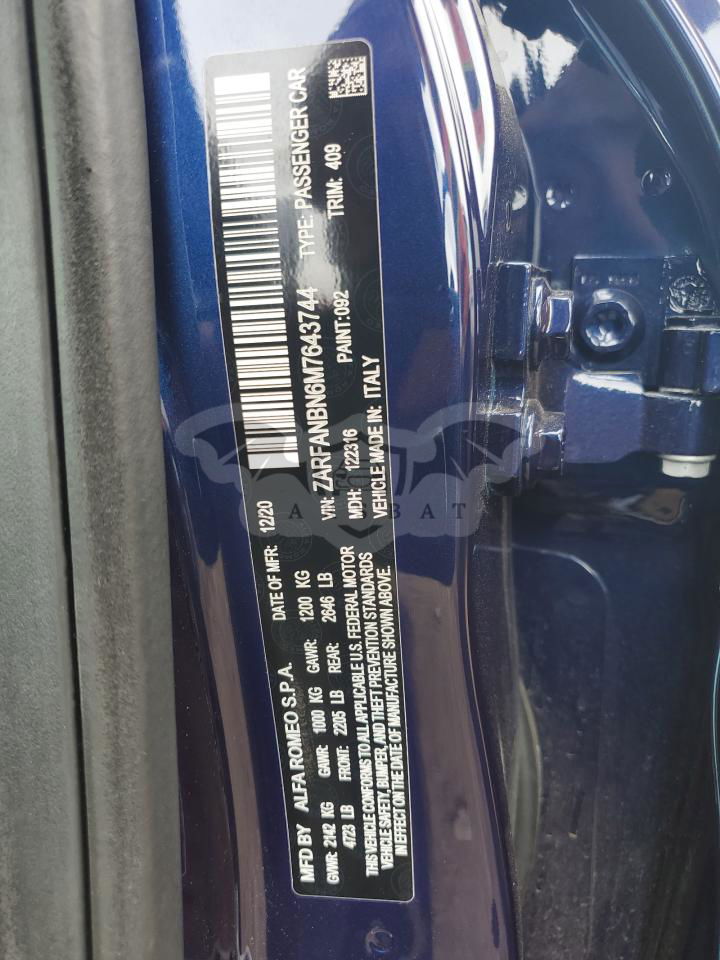 MFD BY ALFA ROMEO S.P.A. DATE OF MFR: 12/20
GVWR: 2142 KG GAWR: 1000 KG GAWR: 1200 KG
4723 LB FRONT: 2205 LB REAR: 2646 LB
THIS VEHICLE CONFORMS TO ALL APPLICABLE U.S. FEDERAL MOTOR
VEHICLE SAFETY, BUMPER, AND THEFT PREVENTION STANDARDS
IN EFFECT ON THE DATE OF MANUFACTURE SHOWN ABOVE.
VIN: ZARFANBN6M7643744 TYPE: PASSENGER CAR
MDH: 122316 PAINT:092 TRIM: 409
VEHICLE MADE IN: ITALY